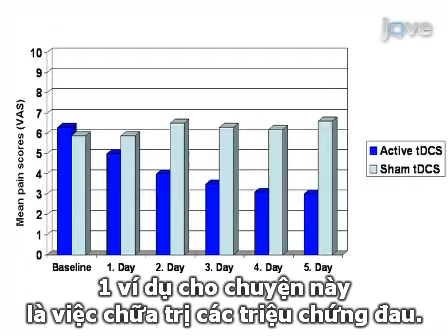 jove
10
9
8
7
6
5
4
3
2
1
0
Mean pain scores (VAS)
Baseline 1. Day 2. Day 3. Day 4. Day 5. Day
Active tDCS
Sham tDCS
1 ví dụ cho chuyện này
là việc chữa trị các triệu chứng đau.